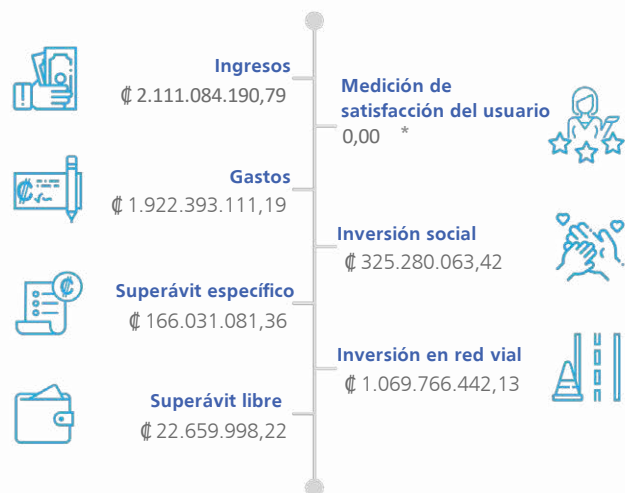 Ingresos
₡ 2.111.084.190,79
Medición de
satisfacción del usuario
0,00 *
Gastos
₡ 1.922.393.111,19
Inversión social
₡ 325.280.063,42
Superávit específico
₡ 166.031.081,36
Inversión en red vial
₡ 1.069.766.442,13
Superávit libre
₡ 22.659.998,22